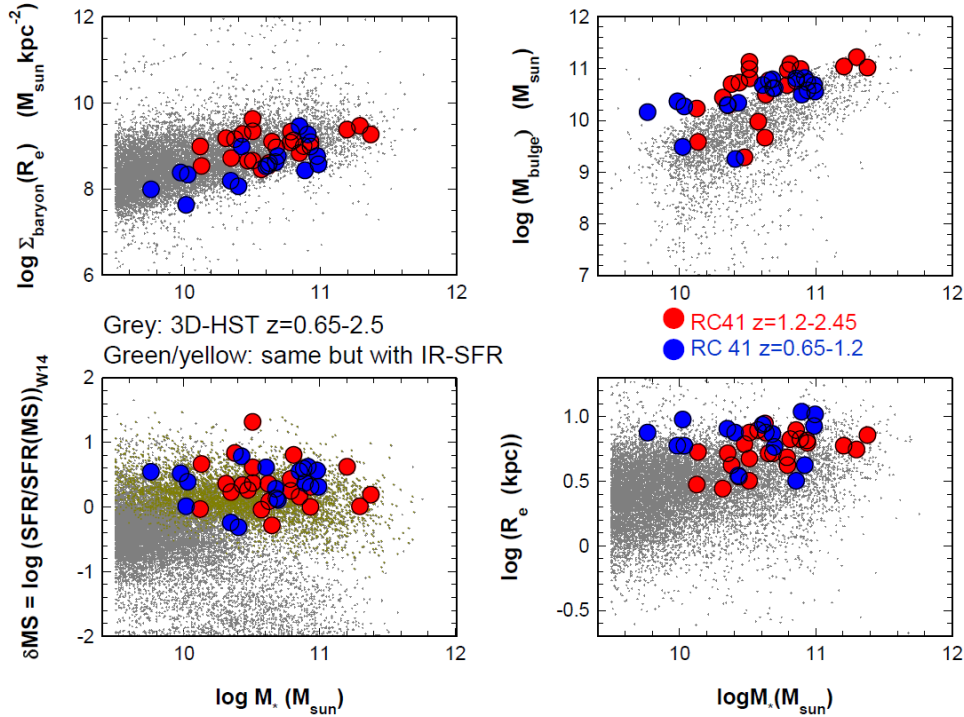 log Σbaryon(Re) (Msun kpc-2)
12
10
8
6
10 11 12
log (Mbulge) (Msun)
12
11
10
9
8
7
10 11 12
Grey: 3D-HST z=0.65-2.5
Green/yellow: same but with IR-SFR
RC41 z=1.2-2.45
RC 41 z=0.65-1.2
δMS = log (SFR/SFR(MS))W14
2
1
0
-1
-2
10 11 12
log M* (Msun)
log (Re (kpc))
1.0
0.5
0
-0.5
10 11 12
logM*(Msun)